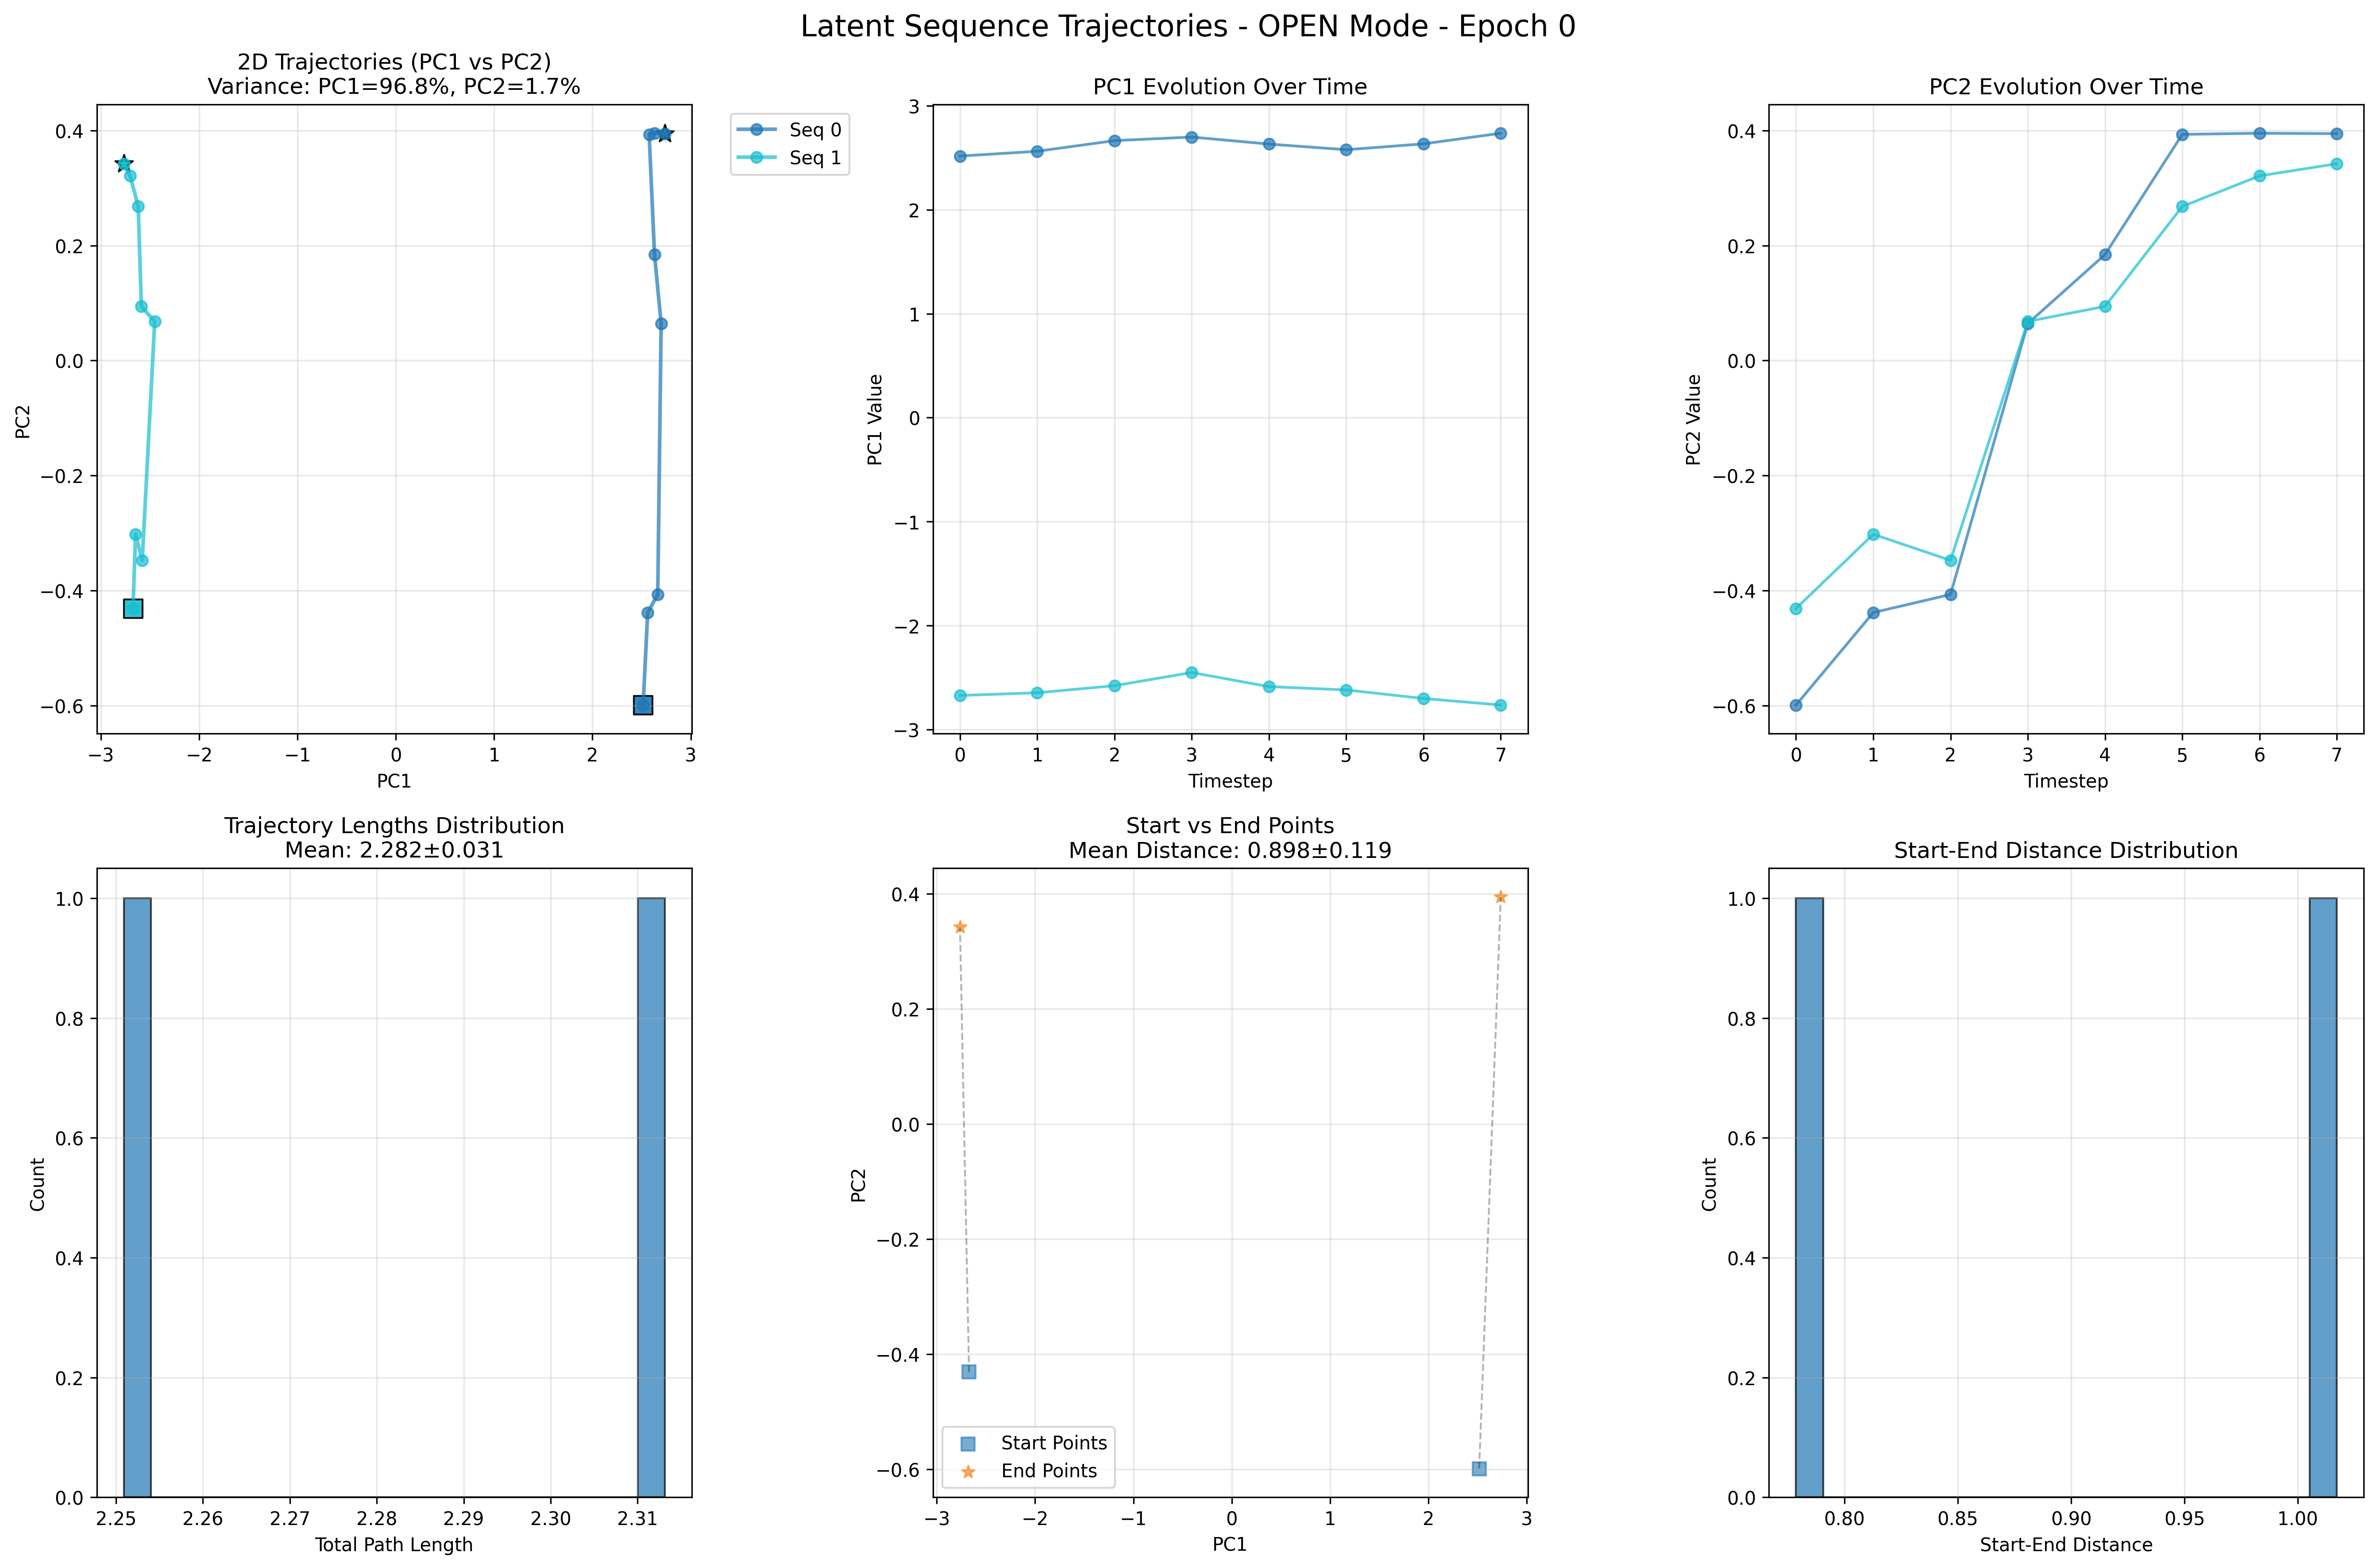 Latent Sequence Trajectories - OPEN Mode - Epoch 0
2D Trajectories (PC1 vs PC2)
Variance: PC1=96.8%, PC2=1.7%
0.4
0.2
0.0
−0.2
−0.4
−0.6
PC2
−3 −2 −1 0 1 2 3
PC1
Seq 0
Seq 1
PC1 Evolution Over Time
3
2
1
0
−1
−2
−3
PC1 Value
0 1 2 3 4 5 6 7
Timestep
PC2 Evolution Over Time
0.4
0.2
0.0
−0.2
−0.4
−0.6
PC2 Value
0 1 2 3 4 5 6 7
Timestep
Trajectory Lengths Distribution
Mean: 2.282±0.031
1.0
0.8
0.6
0.4
0.2
0.0
Count
2.25 2.26 2.27 2.28 2.29 2.30 2.31
Total Path Length
Start vs End Points
Mean Distance: 0.898±0.119
0.4
0.2
0.0
−0.2
−0.4
−0.6
PC2
Start Points
End Points
−3 −2 −1 0 1 2 3
PC1
Start-End Distance Distribution
1.0
0.8
0.6
0.4
0.2
0.0
Count
0.80 0.85 0.90 0.95 1.00
Start-End Distance